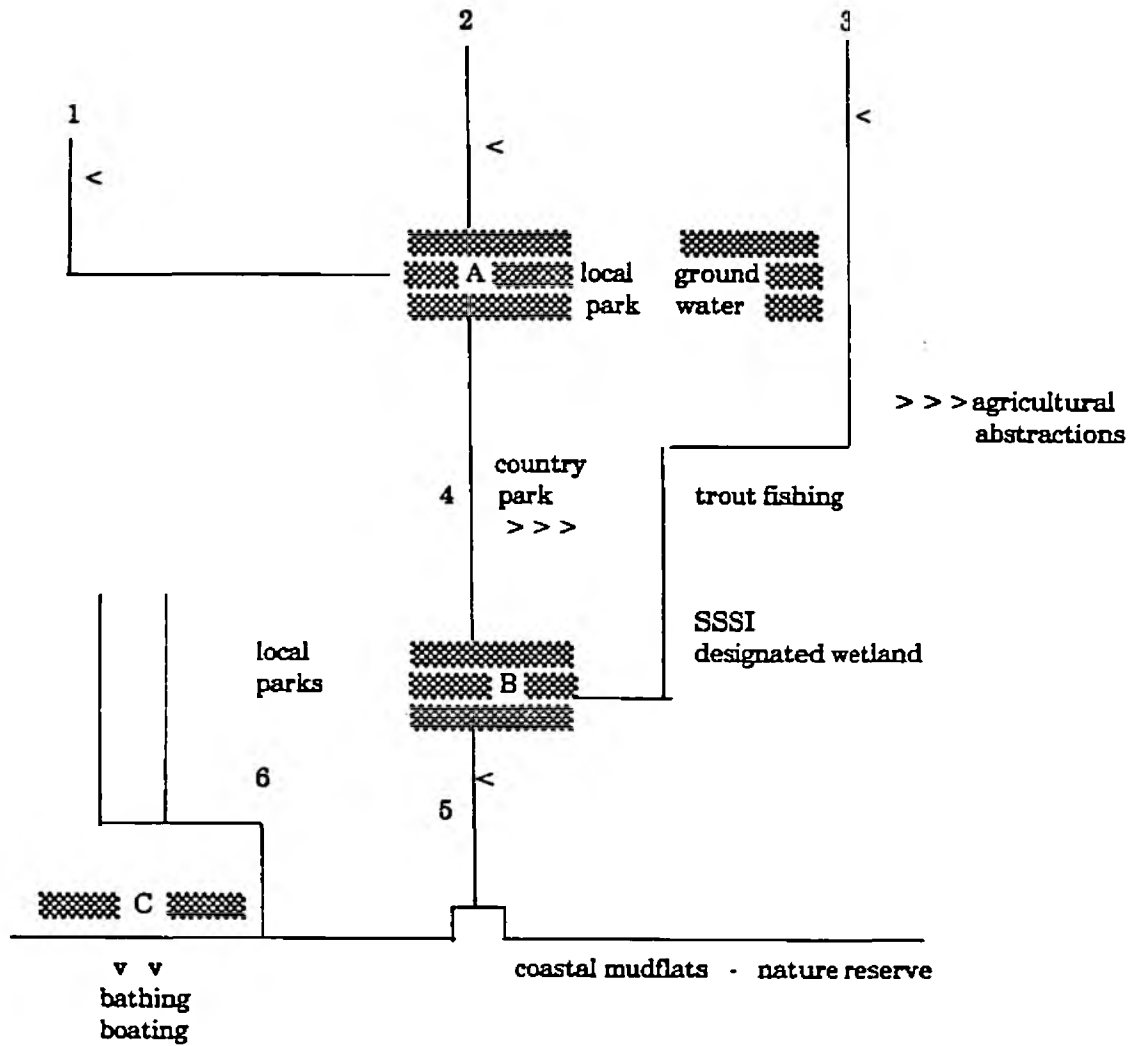 2
3
1
<
<
<
A
local
park
ground
water
> > > agricultural
abstractions
country
park
> > >
4
trout fishing
SSSI
designated wetland
local
parks
B
6
<
5
C
v v
bathing
boating
coastal mudflats - nature reserve